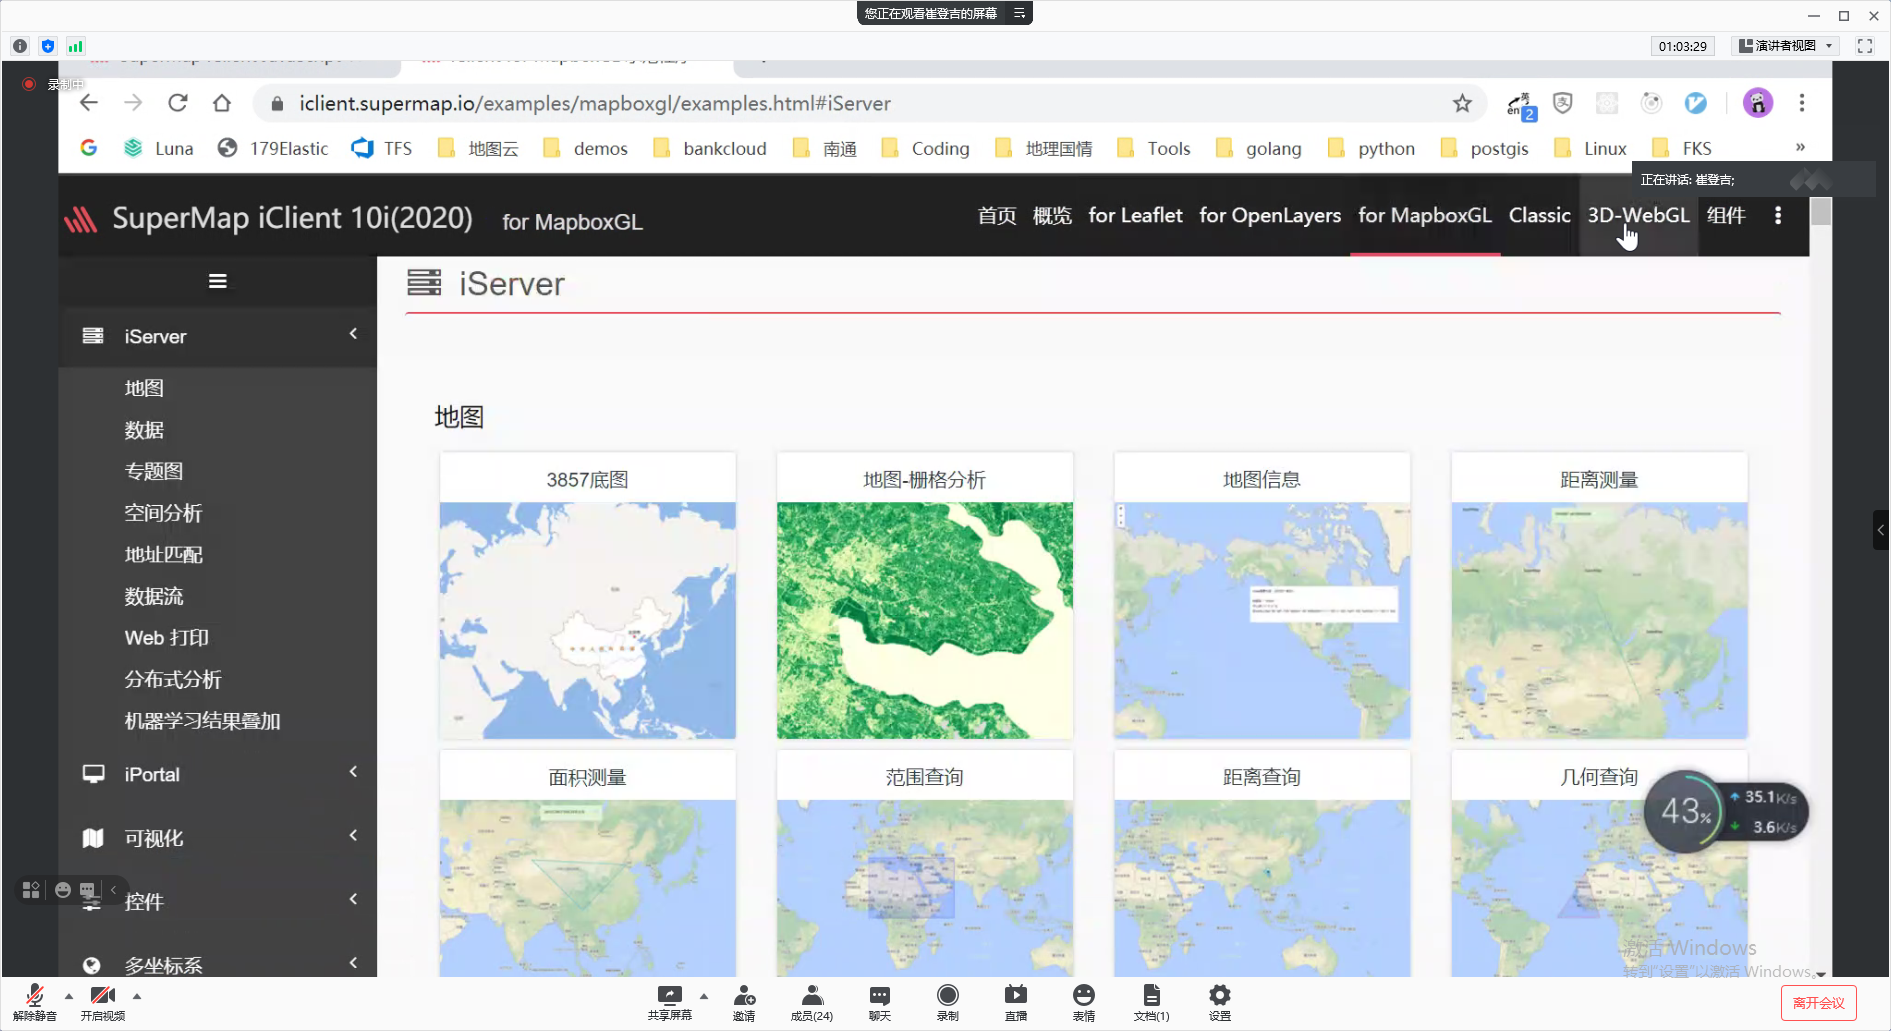 您正在观看崔登吉的屏幕
01:03:29
演讲者视图
录制中
iclient.supermap.io/examples/mapboxgl/examples.html#iServer
英
en
2
Luna
179Elastic
TFS
地图云
demos
bankcloud
南通
Coding
地理国情
Tools
golang
python
postgis
Linux
FKS
»
正在讲话: 崔登吉;
SuperMap iClient 10i(2020)
for MapboxGL
首页
概览
for Leaflet
for OpenLayers
for MapboxGL
Classic
3D-WebGL
组件
iServer
地图
数据
专题图
空间分析
地址匹配
数据流
Web 打印
分布式分析
机器学习结果叠加
iPortal
可视化
控件
多坐标系
iServer
地图
3857底图
地图-栅格分析
地图信息
距离测量
面积测量
范围查询
距离查询
几何查询
43%
35.1K/s
3.6K/s
激活 Windows
转到"设置"以激活 Windows。
解除静音
开启视频
共享屏幕
邀请
成员(24)
聊天
录制
直播
表情
文档(1)
设置
离开会议